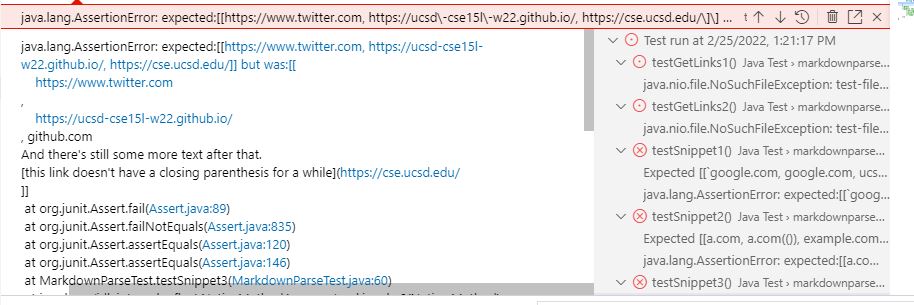 java.lang.AssertionError: expected:[[https://www.twitter.com, https://ucsd\-cse15l\-w22.github.io/, https://cse.ucsd.edu/\]\] ...
java.lang.AssertionError: expected:[[https://www.twitter.com, https://ucsd-cse15l-
w22.github.io/, https://cse.ucsd.edu/]] but was:[[
https://www.twitter.com
,
https://ucsd-cse15l-w22.github.io/
, github.com
And there's still some more text after that.
[this link doesn't have a closing parenthesis for a while](https://cse.ucsd.edu/
]]
at org.junit.Assert.fail(Assert.java:89)
at org.junit.Assert.failNotEquals(Assert.java:835)
at org.junit.Assert.assertEquals(Assert.java:120)
at org.junit.Assert.assertEquals(Assert.java:146)
at MarkdownParseTest.testSnippet3(MarkdownParseTest.java:60)
Test run at 2/25/2022, 1:21:17 PM
testGetLinks1() Java Test › markdownparse...
java.nio.file.NoSuchFileException: test-file...
testGetLinks2() Java Test › markdownparse...
java.nio.file.NoSuchFileException: test-file...
testSnippet1() Java Test › markdownparse...
Expected [[`google.com, google.com, ucs...
java.lang.AssertionError: expected:[[`goog...
testSnippet2() Java Test › markdownparse...
Expected [[a.com, a.com(()), example.com...
java.lang.AssertionError: expected:[[a.co...
testSnippet3() Java Test › markdownparse...